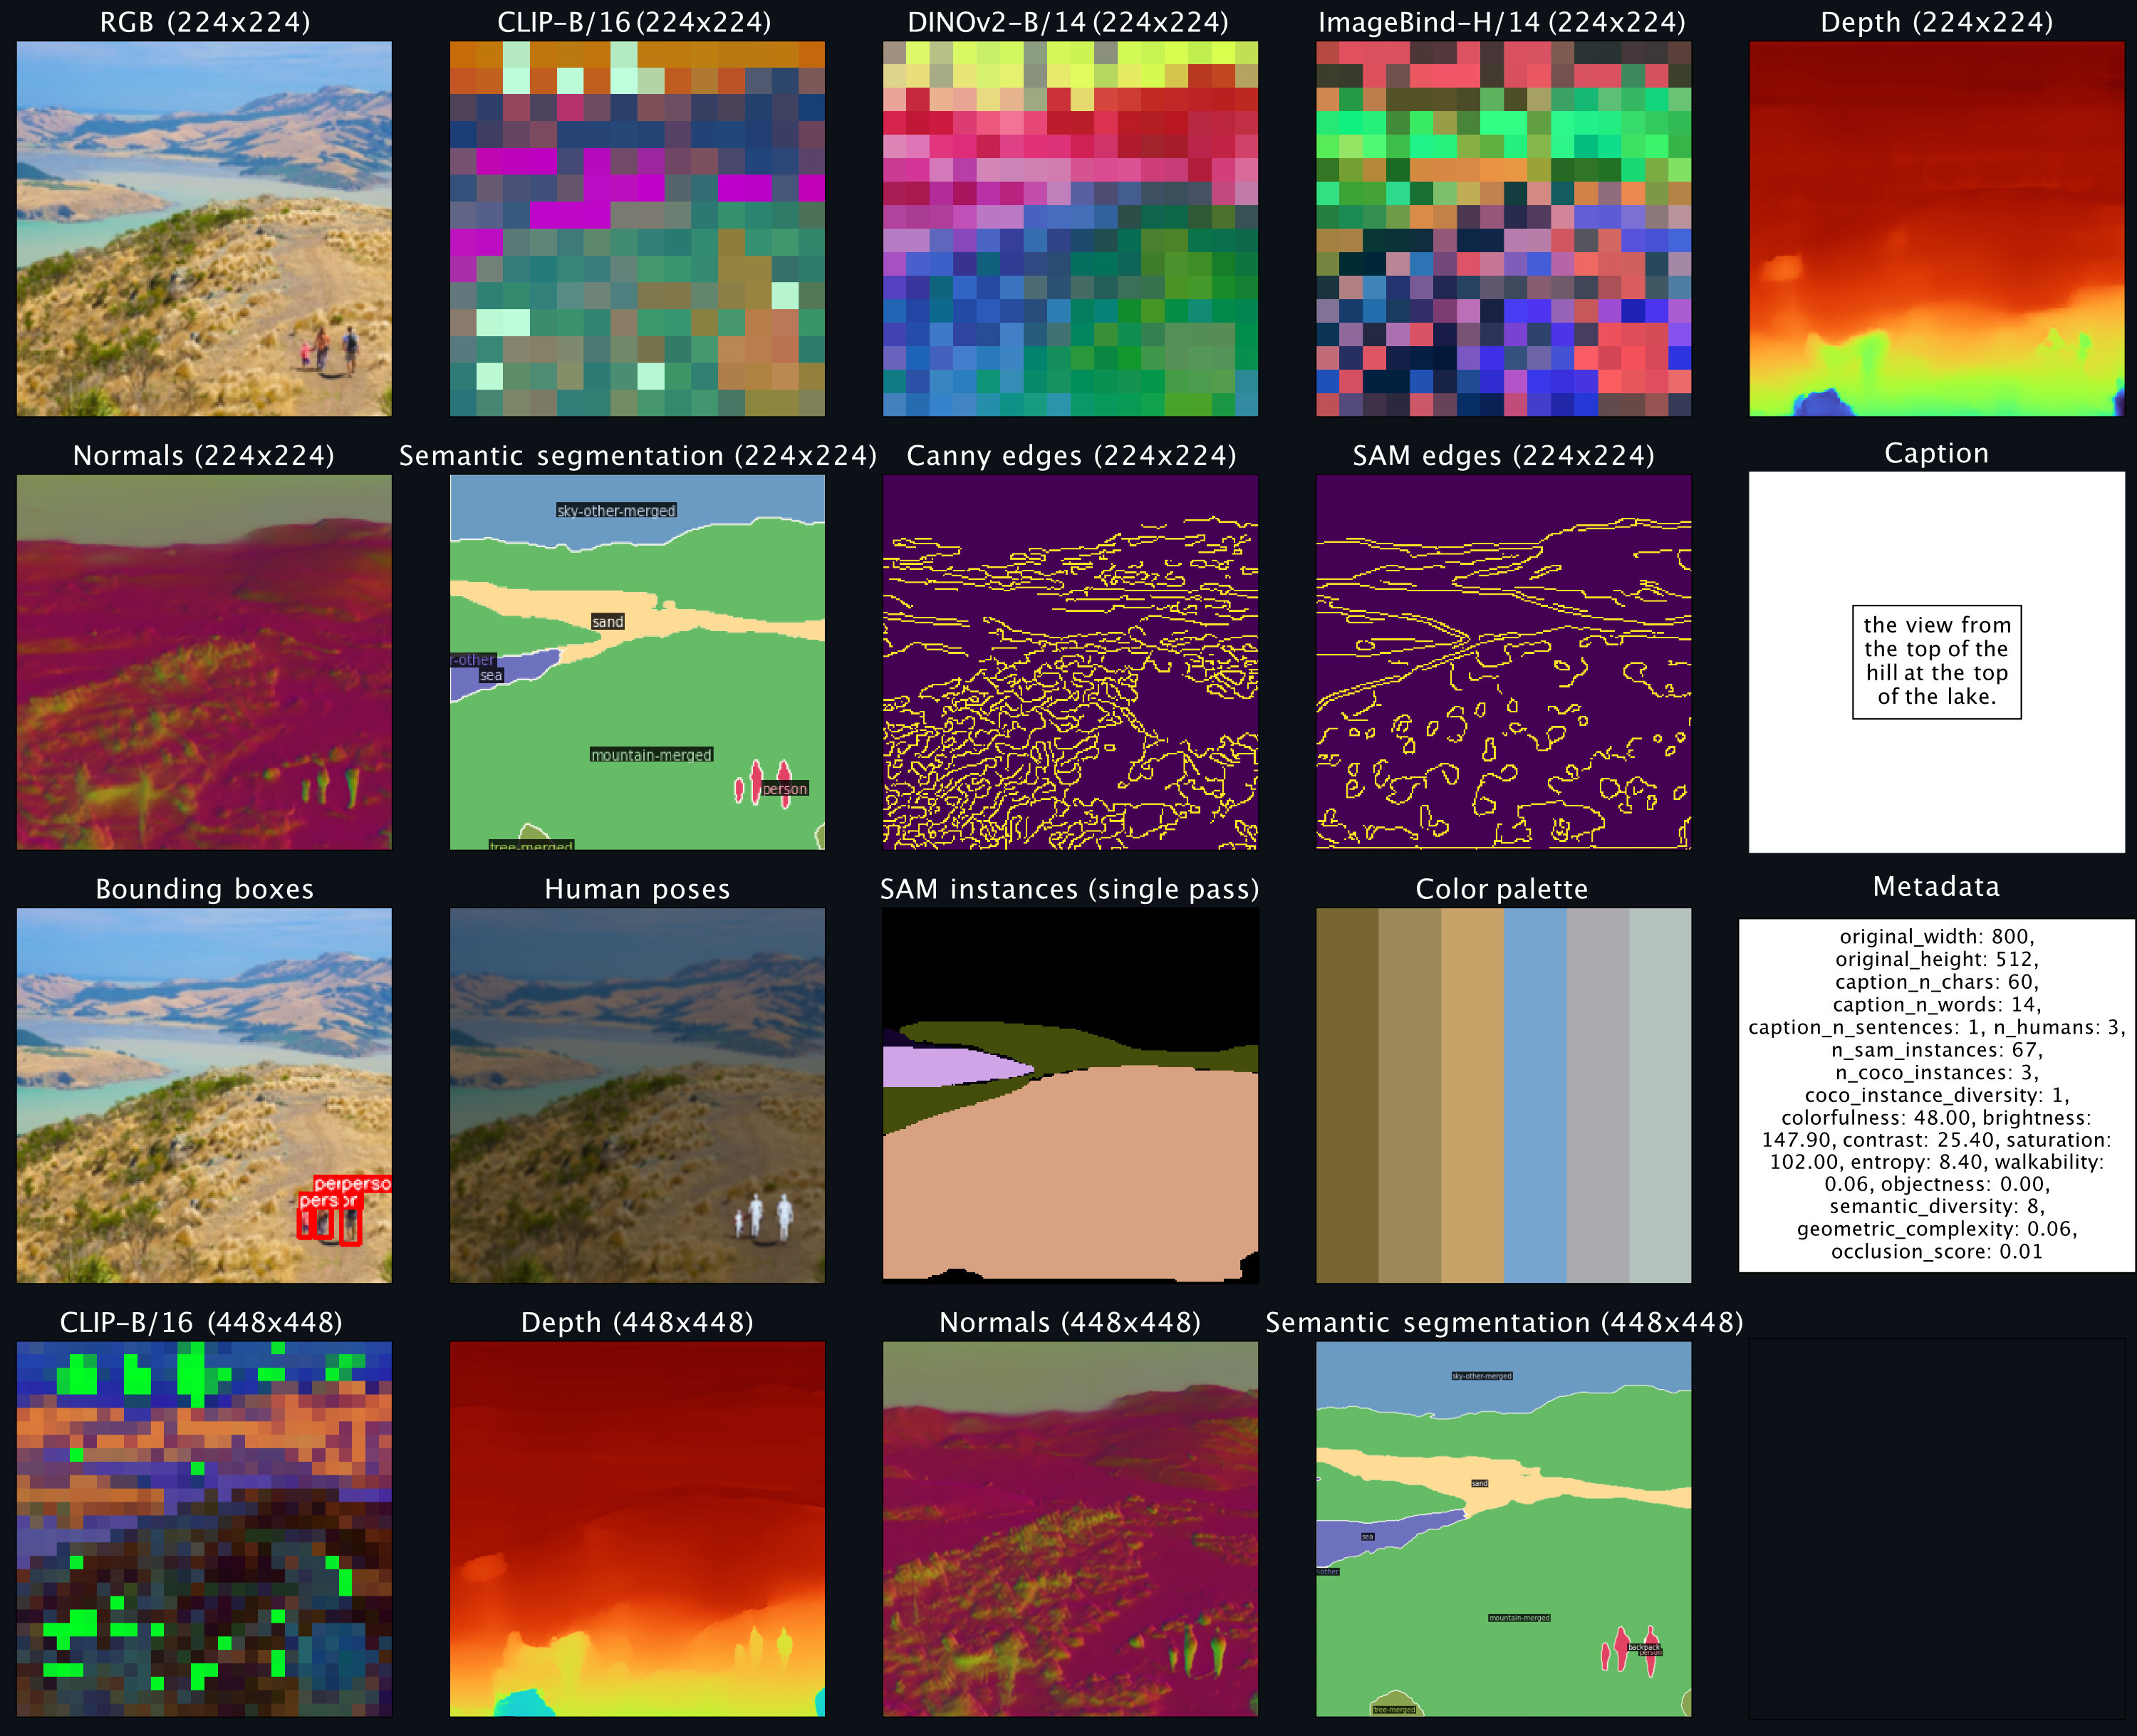 RGB (224x224)
CLIP-B/16 (224x224)
DINOv2-B/14 (224x224)
ImageBind-H/14 (224x224)
Depth (224x224)
Normals (224x224)
Semantic segmentation (224x224)
Canny edges (224x224)
SAM edges (224x224)
Caption
sky-other-merged
sand
r-other
sea
mountain-merged
person
tree-merged
the view from
the top of the
hill at the top
of the lake.
Bounding boxes
Human poses
SAM instances (single pass)
Color palette
Metadata
original_width: 800,
original_height: 512,
caption_n_chars: 60,
caption_n_words: 14,
caption_n_sentences: 1, n_humans: 3,
n_sam_instances: 67,
n_coco_instances: 3,
coco_instance_diversity: 1,
colorfulness: 48.00, brightness:
147.90, contrast: 25.40, saturation:
102.00, entropy: 8.40, walkability:
0.06, objectness: 0.00,
semantic_diversity: 8,
geometric_complexity: 0.06,
occlusion_score: 0.01
CLIP-B/16 (448x448)
Depth (448x448)
Normals (448x448)
Semantic segmentation (448x448)
sky-other-merged
sand
sea
r-other
mountain-merged
backpack
person
tree-merged